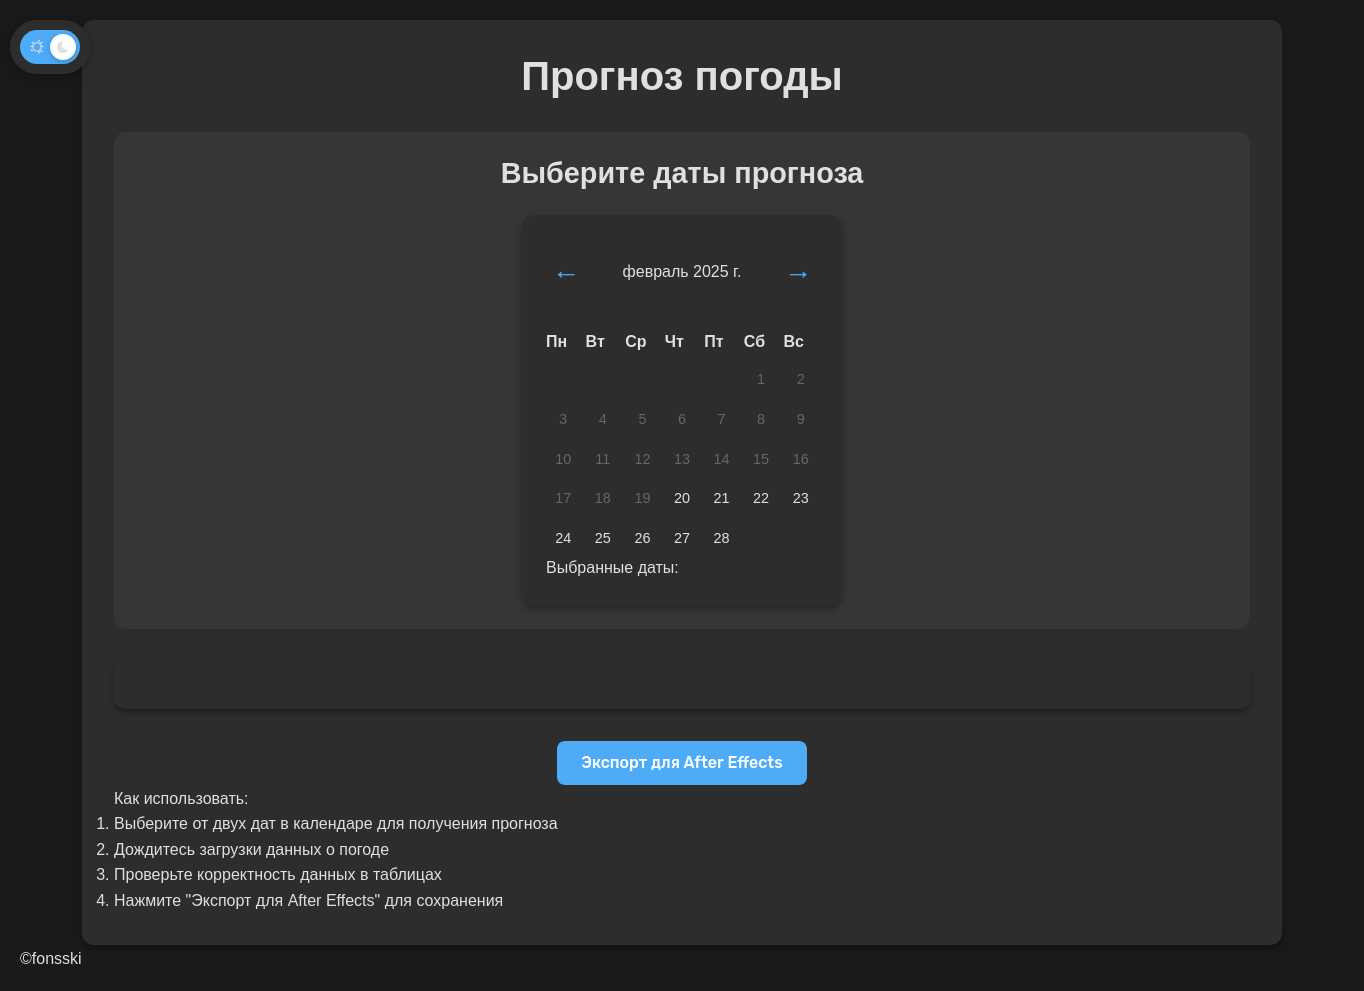 Прогноз погоды
Выберите даты прогноза
← февраль 2025 г. →
Пн Вт Ср Чт Пт Сб Вс
1 2
3 4 5 6 7 8 9
10 11 12 13 14 15 16
17 18 19 20 21 22 23
24 25 26 27 28
Выбранные даты:
Экспорт для After Effects
Как использовать:
1. Выберите от двух дат в календаре для получения прогноза
2. Дождитесь загрузки данных о погоде
3. Проверьте корректность данных в таблицах
4. Нажмите "Экспорт для After Effects" для сохранения
©fonsski